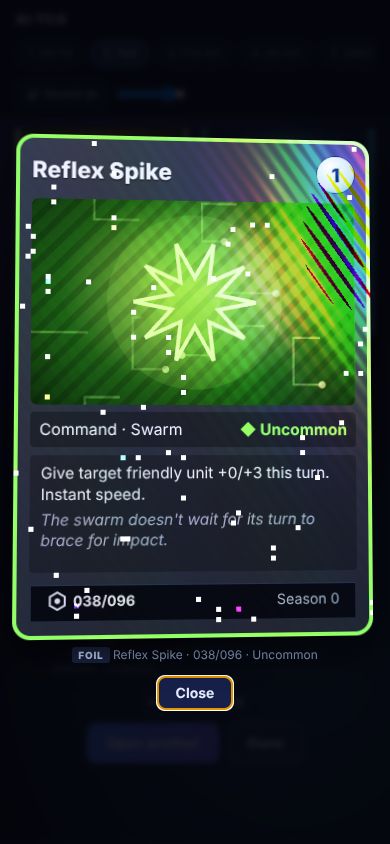 Reflex Spike
1
Command · Swarm
Uncommon
Give target friendly unit +0/+3 this turn.
Instant speed.
The swarm doesn't wait for its turn to
brace for impact.
038/096
Season 0
FOIL Reflex Spike · 038/096 · Uncommon
Close